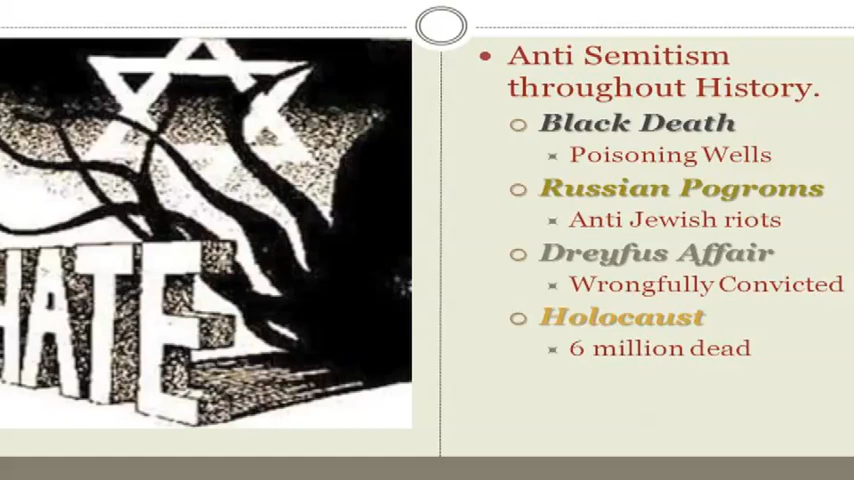 HATE
Anti Semitism
throughout History.
Black Death
Poisoning Wells
Russian Pogroms
Anti Jewish riots
Dreyfus Affair
Wrongfully Convicted
Holocaust
6 million dead